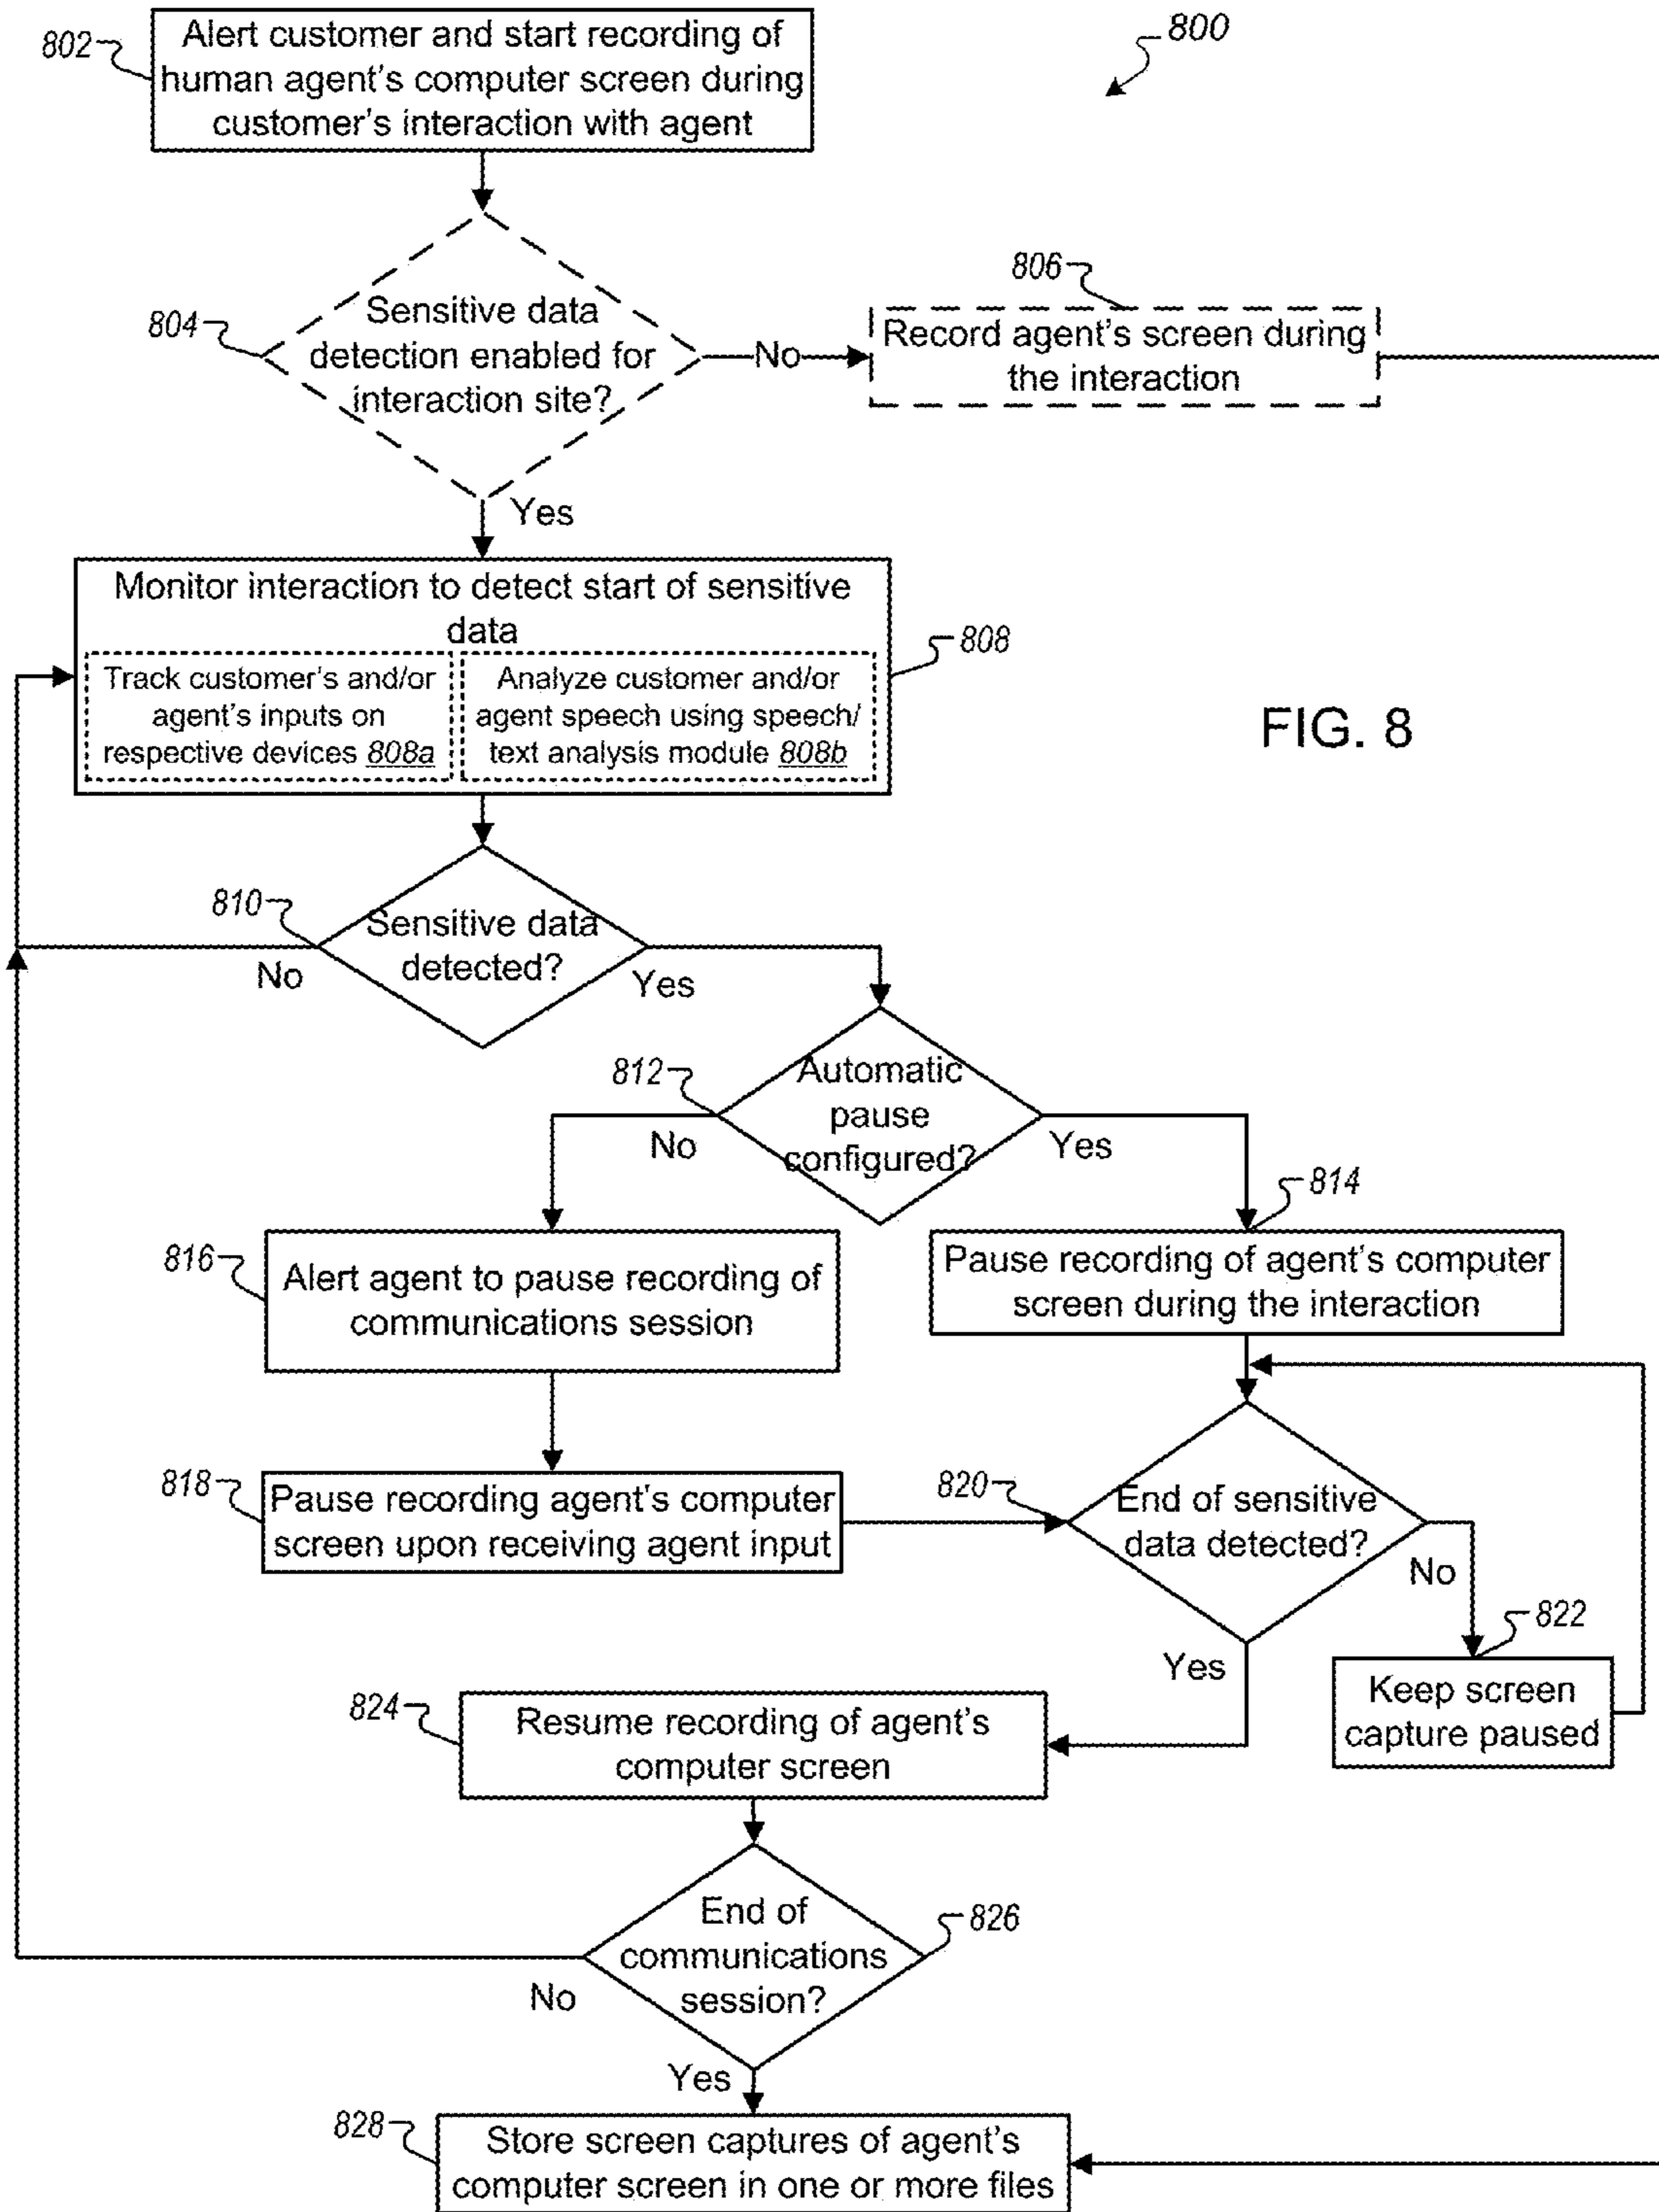 800
802
Alert customer and start recording of
human agent's computer screen during
customer's interaction with agent
804
Sensitive data
detection enabled for
interaction site?
No
806
Record agent's screen during
the interaction
Yes
Monitor interaction to detect start of sensitive
data
808
Track customer's and/or
agent's inputs on
respective devices 808a
Analyze customer and/or
agent speech using speech/
text analysis module 808b
FIG. 8
810
Sensitive data
detected?
No
Yes
812
Automatic
pause
configured?
No
Yes
814
816
Alert agent to pause recording of
communications session
Pause recording of agent's computer
screen during the interaction
818
Pause recording agent's computer
screen upon receiving agent input
820
End of sensitive
data detected?
No
Yes
822
Keep screen
capture paused
824
Resume recording of agent's
computer screen
826
End of
communications
session?
No
Yes
828
Store screen captures of agent's
computer screen in one or more files